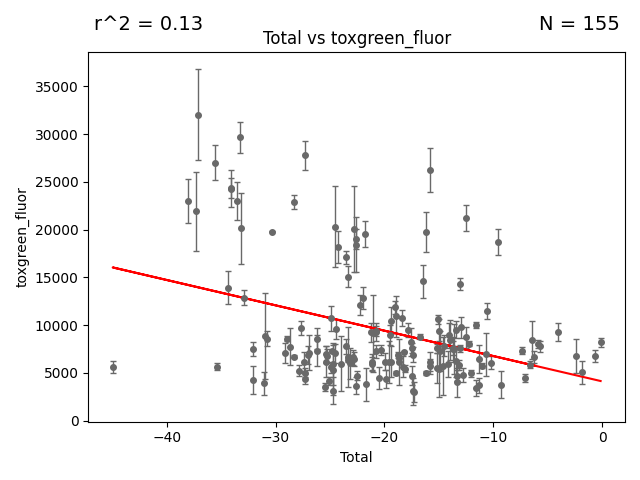 r^2 = 0.13
N = 155
Total vs toxgreen_fluor
35000
30000
25000
20000
15000
10000
5000
0
toxgreen_fluor
−40
−30
−20
−10
0
Total